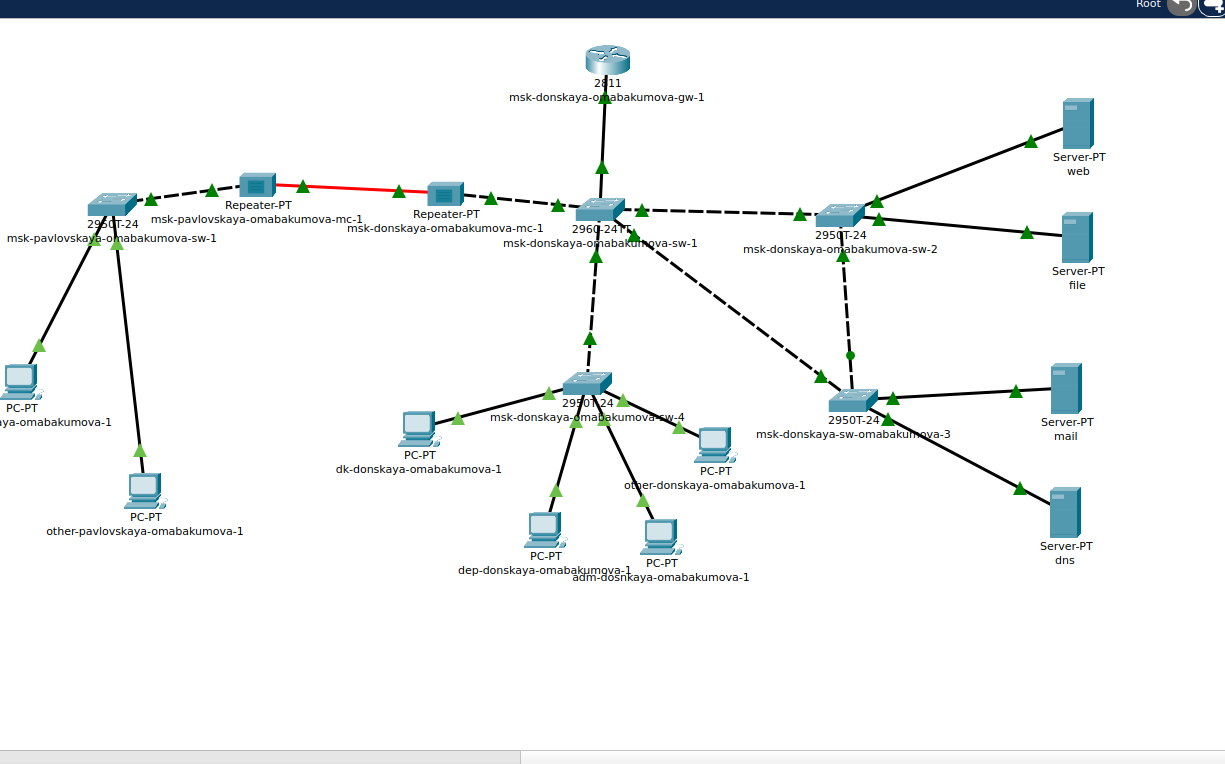 Root
2811
msk-donskaya-omabakumova-gw-1
Server-PT
web
Repeater-PT
msk-pavlovskaya-omabakumova-mc-1
Repeater-PT
msk-donskaya-omabakumova-mc-1
2950T-24
msk-pavlovskaya-omabakumova-sw-1
2960-24TT
msk-donskaya-omabakumova-sw-1
2950T-24
msk-donskaya-omabakumova-sw-2
Server-PT
file
PC-PT
aya-omabakumova-1
2950T-24
msk-donskaya-omabakumova-sw-4
2950T-24
msk-donskaya-sw-omabakumova-3
Server-PT
mail
PC-PT
dk-donskaya-omabakumova-1
PC-PT
other-donskaya-omabakumova-1
PC-PT
other-pavlovskaya-omabakumova-1
PC-PT
dep-donskaya-omabakumova-1
PC-PT
adm-dosnkaya-omabakumova-1
Server-PT
dns